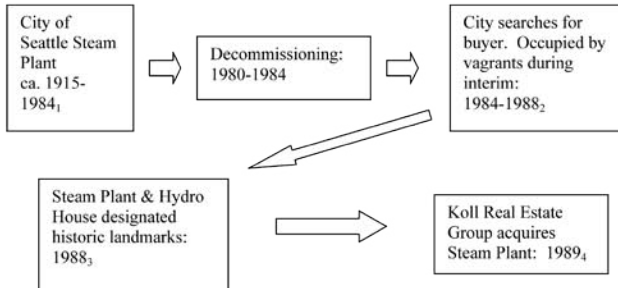 City of
Seattle Steam
Plant
ca. 1915-
1984₁
Decommissioning:
1980-1984
City searches for
buyer. Occupied by
vagrants during
interim:
1984-1988₂
Steam Plant & Hydro
House designated
historic landmarks:
1988₃
Koll Real Estate
Group acquires
Steam Plant: 1989₄